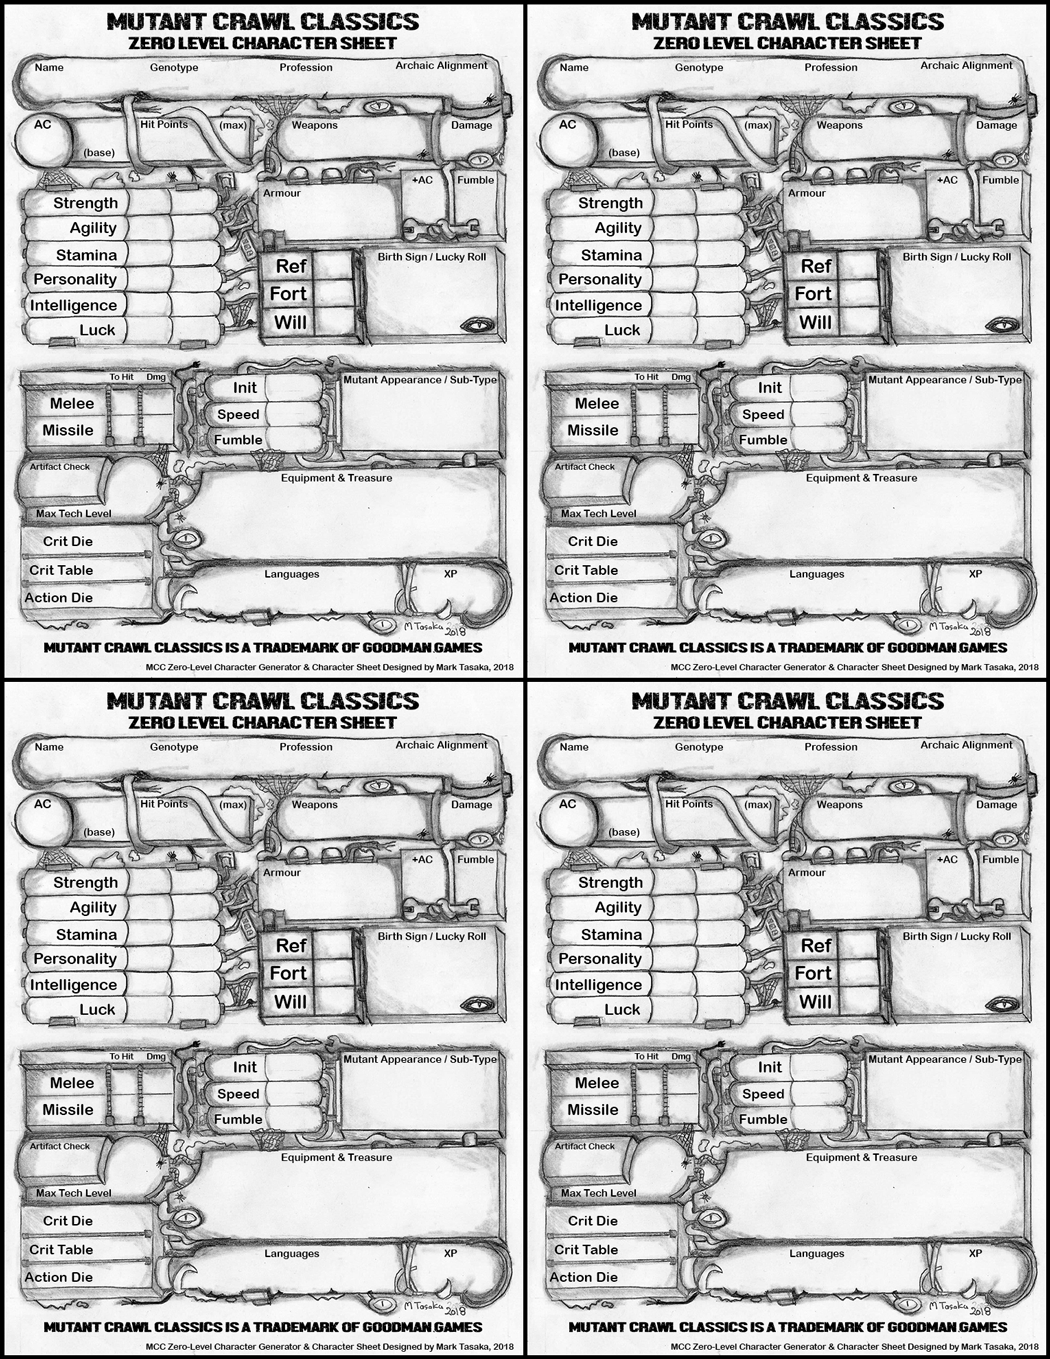 MUTANT CRAWL CLASSICS
ZERO LEVEL CHARACTER SHEET
Name Genotype Profession Archaic Alignment
AC Hit Points (max) Weapons Damage
(base)
+AC Fumble
Armour
Strength
Agility
Stamina
Personality
Intelligence
Luck
Ref
Fort
Will
Birth Sign / Lucky Roll
To Hit Dmg
Melee
Missile
Init
Speed
Fumble
Mutant Appearance / Sub-Type
Artifact Check
Max Tech Level
Equipment & Treasure
Crit Die
Crit Table
Action Die
Languages XP
M Tasaka 2018
MUTANT CRAWL CLASSICS IS A TRADEMARK OF GOODMAN GAMES
MCC Zero-Level Character Generator & Character Sheet Designed by Mark Tasaka, 2018
MUTANT CRAWL CLASSICS
ZERO LEVEL CHARACTER SHEET
Name Genotype Profession Archaic Alignment
AC Hit Points (max) Weapons Damage
(base)
+AC Fumble
Armour
Strength
Agility
Stamina
Personality
Intelligence
Luck
Ref
Fort
Will
Birth Sign / Lucky Roll
To Hit Dmg
Melee
Missile
Init
Speed
Fumble
Mutant Appearance / Sub-Type
Artifact Check
Max Tech Level
Equipment & Treasure
Crit Die
Crit Table
Action Die
Languages XP
M Tasaka 2018
MUTANT CRAWL CLASSICS IS A TRADEMARK OF GOODMAN GAMES
MCC Zero-Level Character Generator & Character Sheet Designed by Mark Tasaka, 2018
MUTANT CRAWL CLASSICS
ZERO LEVEL CHARACTER SHEET
Name Genotype Profession Archaic Alignment
AC Hit Points (max) Weapons Damage
(base)
+AC Fumble
Armour
Strength
Agility
Stamina
Personality
Intelligence
Luck
Ref
Fort
Will
Birth Sign / Lucky Roll
To Hit Dmg
Melee
Missile
Init
Speed
Fumble
Mutant Appearance / Sub-Type
Artifact Check
Max Tech Level
Equipment & Treasure
Crit Die
Crit Table
Action Die
Languages XP
M Tasaka 2018
MUTANT CRAWL CLASSICS IS A TRADEMARK OF GOODMAN GAMES
MCC Zero-Level Character Generator & Character Sheet Designed by Mark Tasaka, 2018
MUTANT CRAWL CLASSICS
ZERO LEVEL CHARACTER SHEET
Name Genotype Profession Archaic Alignment
AC Hit Points (max) Weapons Damage
(base)
+AC Fumble
Armour
Strength
Agility
Stamina
Personality
Intelligence
Luck
Ref
Fort
Will
Birth Sign / Lucky Roll
To Hit Dmg
Melee
Missile
Init
Speed
Fumble
Mutant Appearance / Sub-Type
Artifact Check
Max Tech Level
Equipment & Treasure
Crit Die
Crit Table
Action Die
Languages XP
M Tasaka 2018
MUTANT CRAWL CLASSICS IS A TRADEMARK OF GOODMAN GAMES
MCC Zero-Level Character Generator & Character Sheet Designed by Mark Tasaka, 2018